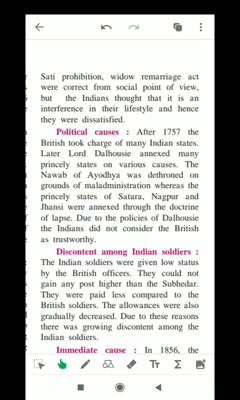 Sati prohibition, widow remarriage act
were correct from social point of view,
but the Indians thought that it is an
interference in their lifestyle and hence
they were dissatisfied.
Political causes : After 1757 the
British took charge of many Indian states.
Later Lord Dalhousie annexed many
princely states on various causes. The
Nawab of Ayodhya was dethroned on
grounds of maladministration whereas the
princely states of Satara, Nagpur and
Jhansi were annexed through the doctrine
of lapse. Due to the policies of Dalhousie
the Indians did not consider the British
as trustworthy.
Discontent among Indian soldiers :
The Indian soldiers were given low status
by the British officers. They could not
gain any post higher than the Subhedar.
They were paid less compared to the
British soldiers. The allowances were also
gradually decreased. Due to these reasons
there was growing discontent among the
Indian soldiers.
Immediate cause : In 1856, the